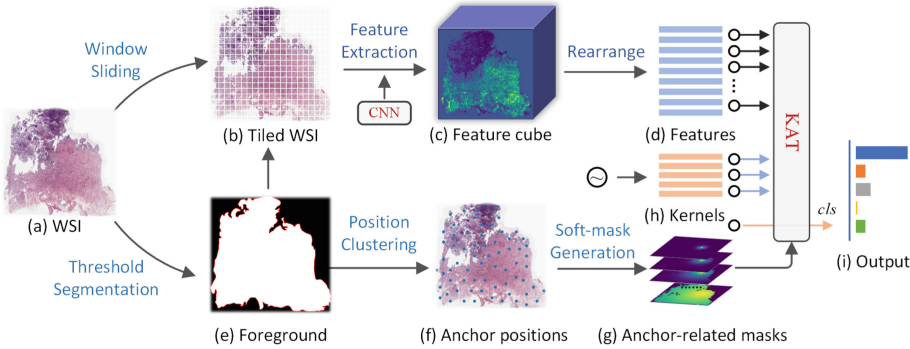 Window
Sliding
Feature
Extraction
CNN
Rearrange
(b) Tiled WSI
(c) Feature cube
(d) Features
KAT
(a) WSI
(h) Kernels
cls
Threshold
Segmentation
Position
Clustering
Soft-mask
Generation
(i) Output
(e) Foreground
(f) Anchor positions
(g) Anchor-related masks